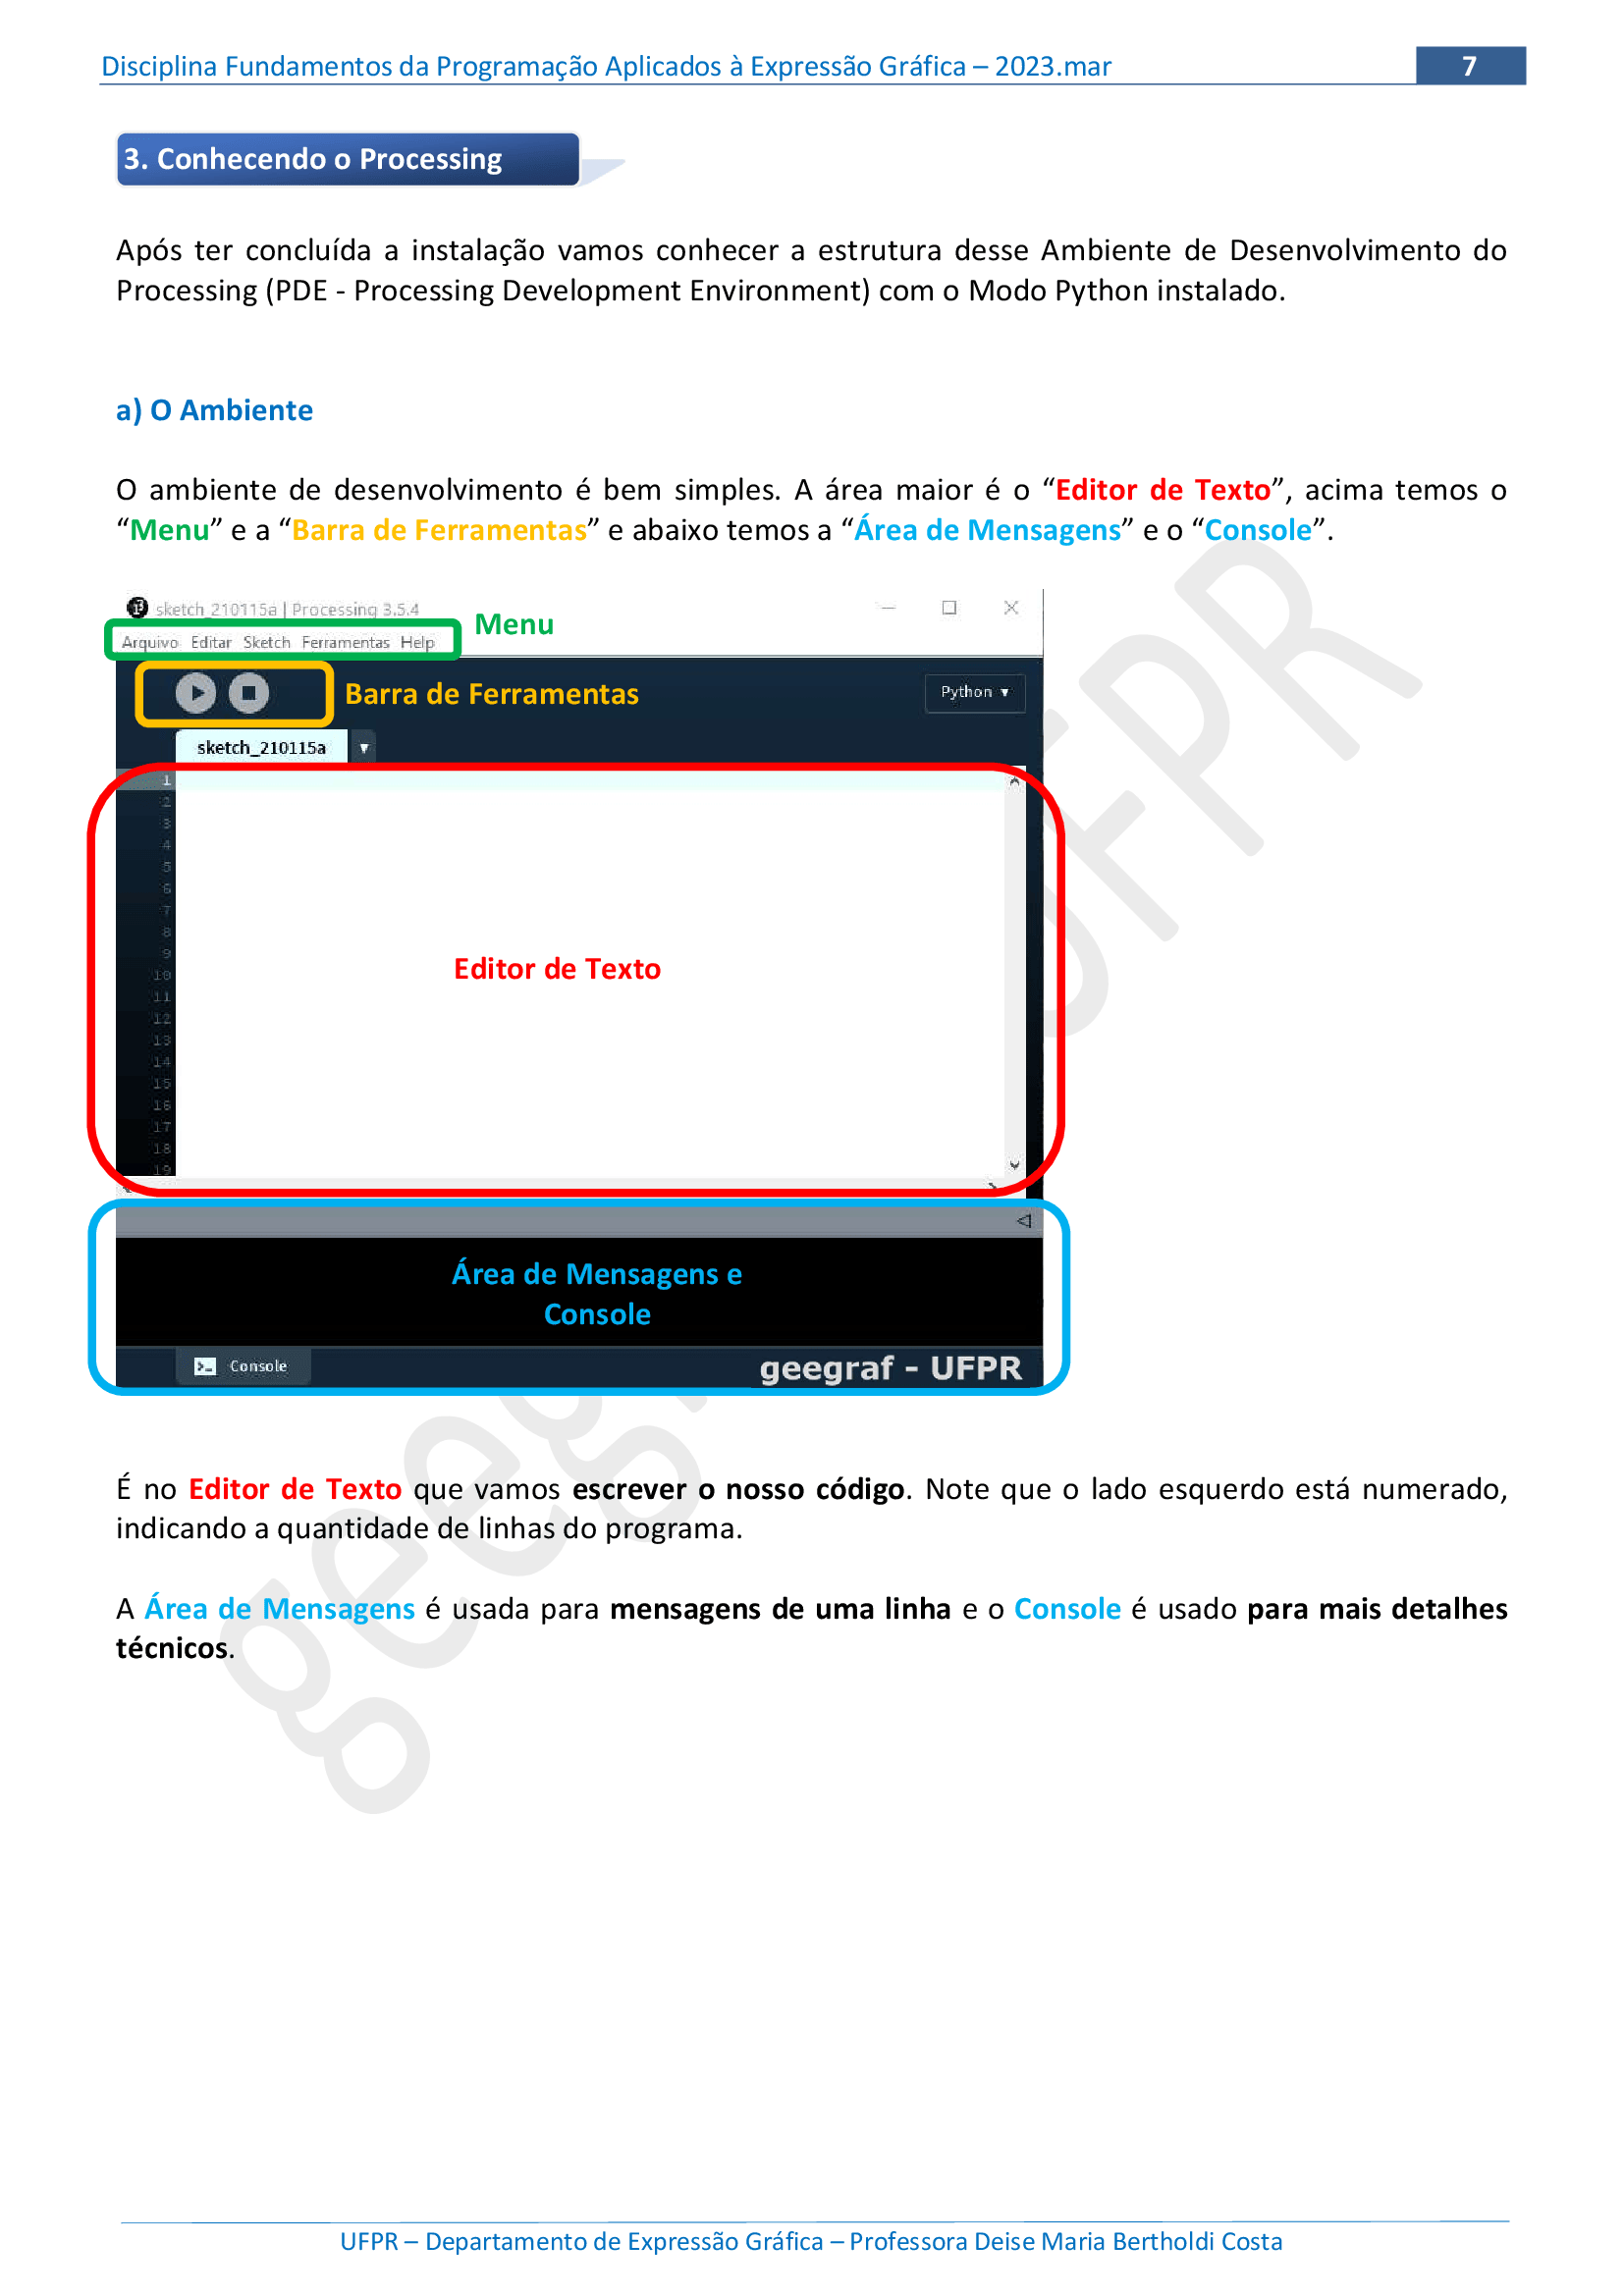 Disciplina Fundamentos da Programação Aplicados à Expressão Gráfica – 2023.mar 7
3. Conhecendo o Processing
Após ter concluída a instalação vamos conhecer a estrutura desse Ambiente de Desenvolvimento do
Processing (PDE - Processing Development Environment) com o Modo Python instalado.
a) O Ambiente
O ambiente de desenvolvimento é bem simples. A área maior é o “Editor de Texto”, acima temos o
“Menu” e a “Barra de Ferramentas” e abaixo temos a “Área de Mensagens” e o “Console”.
sketch_210115a | Processing 3.5.4
Menu
Arquivo Editar Sketch Ferramentas Help
Barra de Ferramentas
Python ▼
sketch_210115a ▼
1
2
3
4
5
6
7
8
9
Editor de Texto
10
11
12
13
14
15
16
17
18
19
Área de Mensagens e
Console
Console
geegraf - UFPR
É no Editor de Texto que vamos escrever o nosso código. Note que o lado esquerdo está numerado,
indicando a quantidade de linhas do programa.
A Área de Mensagens é usada para mensagens de uma linha e o Console é usado para mais detalhes
técnicos.
UFPR – Departamento de Expressão Gráfica – Professora Deise Maria Bertholdi Costa